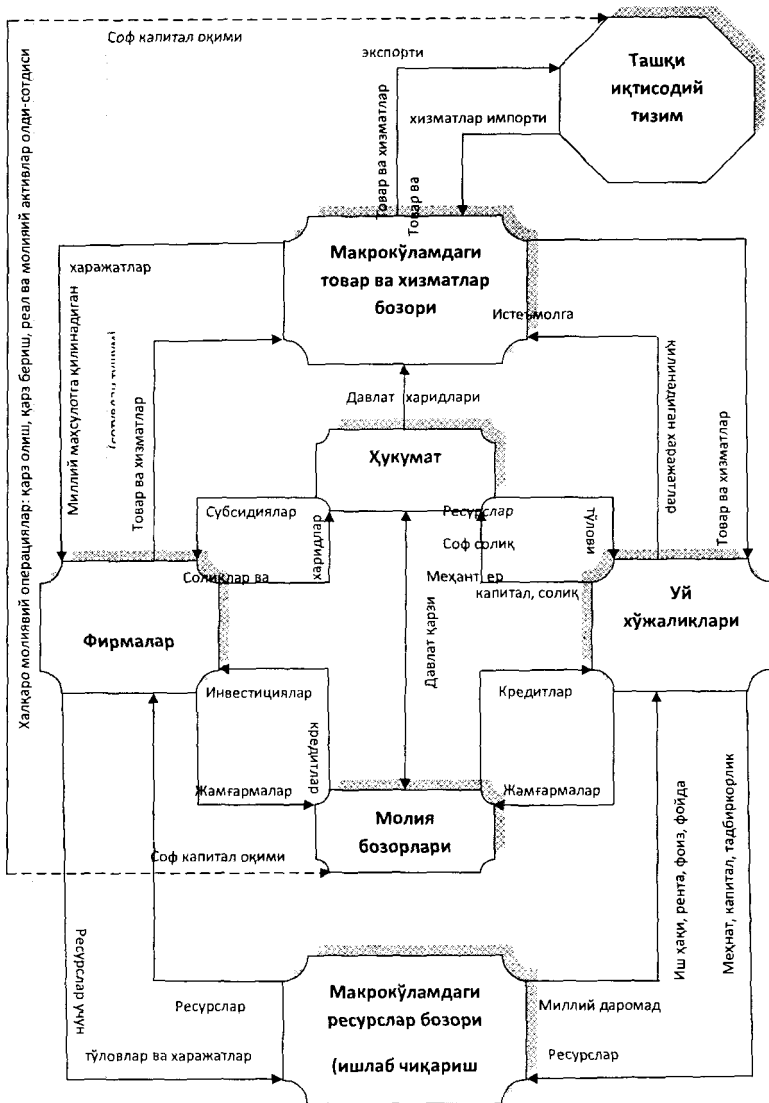 Соф капитал оқими
экспорти
Ташқи
иқтисодий
тизим
хизматлар импорти
Товар ва хизматлар
Товар ва
Халқаро молиявий операциялар: қарз олиш, қарз бериш, реал ва молиявий активлар олди-сотдиси
харажатлар
Миллий маҳсулотга қилинадиган
Макрокўламдаги
товар ва хизматлар
бозори
Истеъмолга
қилинадиган харажатлар
Товар ва хизматлар
Товар ва хизматлар
Давлат харидлари
Ҳукумат
Субсидиялар
Солиқлар ва
харидлар
Ресурслар
тўлови
Соф солиқ
Меҳант, ер
капитал, солиқ
Фирмалар
Уй
хўжаликлари
Давлат қарзи
Инвестициялар
кредитлар
Кредитлар
Жамғармалар
Жамғармалар
Молия
бозорлари
Соф капитал оқими
Иш ҳақи, рента, фоиз, фойда
Меҳнат, капитал, тадбиркорлик
Ресурслар учун
Ресурслар
тўловлар ва харажатлар
Макрокўламдаги
ресурслар бозори
(ишлаб чиқариш
Миллий даромад
Ресурслар